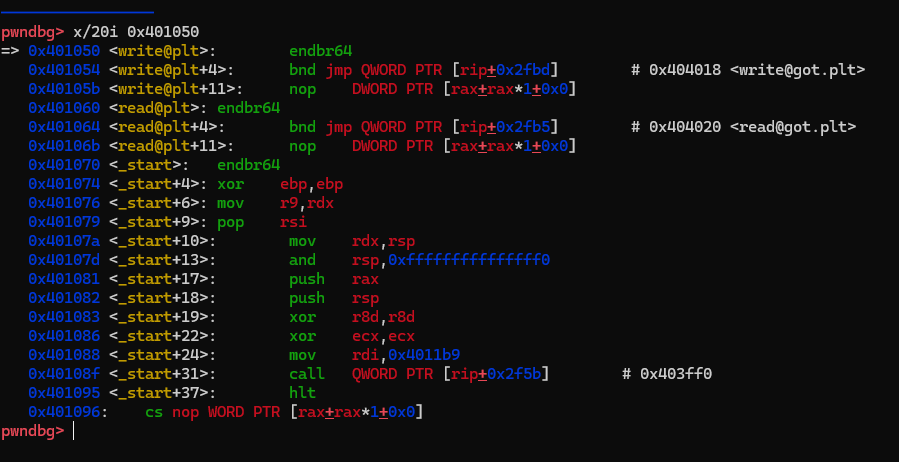 pwndbg> x/20i 0x401050
=> 0x401050 <write@plt>:        endbr64
   0x401054 <write@plt+4>:      bnd jmp QWORD PTR [rip+0x2fbd]        # 0x404018 <write@got.plt>
   0x40105b <write@plt+11>:     nop    DWORD PTR [rax+rax*1+0x0]
   0x401060 <read@plt>: endbr64
   0x401064 <read@plt+4>:       bnd jmp QWORD PTR [rip+0x2fb5]        # 0x404020 <read@got.plt>
   0x40106b <read@plt+11>:      nop    DWORD PTR [rax+rax*1+0x0]
   0x401070 <_start>:   endbr64
   0x401074 <_start+4>: xor    ebp,ebp
   0x401076 <_start+6>: mov    r9,rdx
   0x401079 <_start+9>: pop    rsi
   0x40107a <_start+10>:        mov    rdx,rsp
   0x40107d <_start+13>:        and    rsp,0xfffffffffffffff0
   0x401081 <_start+17>:        push   rax
   0x401082 <_start+18>:        push   rsp
   0x401083 <_start+19>:        xor    r8d,r8d
   0x401086 <_start+22>:        xor    ecx,ecx
   0x401088 <_start+24>:        mov    rdi,0x4011b9
   0x40108f <_start+31>:        call   QWORD PTR [rip+0x2f5b]        # 0x403ff0
   0x401095 <_start+37>:        hlt
   0x401096:    cs nop WORD PTR [rax+rax*1+0x0]
pwndbg>